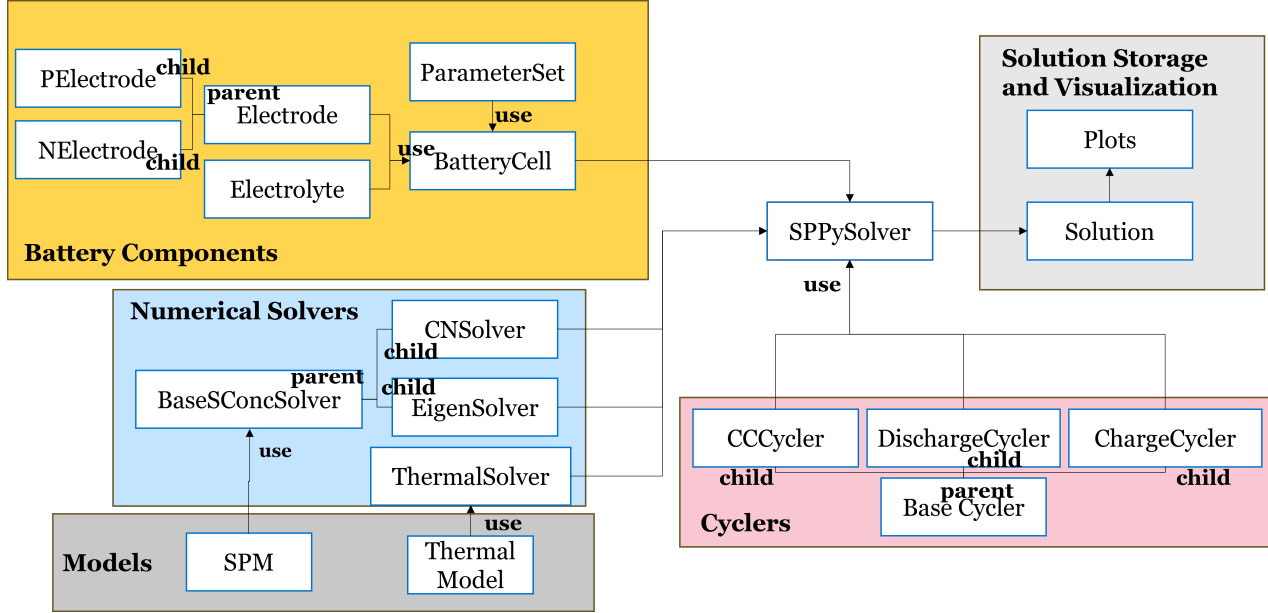 PElectrode
child
NElectrode
child
parent
Electrode
Electrolyte
ParameterSet
use
use
BatteryCell
Battery Components
Numerical Solvers
CNSolver
child
parent
child
BaseSConcSolver
EigenSolver
use
ThermalSolver
use
Models
SPM
Thermal
Model
SPPySolver
use
Solution Storage
and Visualization
Plots
Solution
CCCycler
DischargeCycler
ChargeCycler
child
child
child
parent
Base Cycler
Cyclers